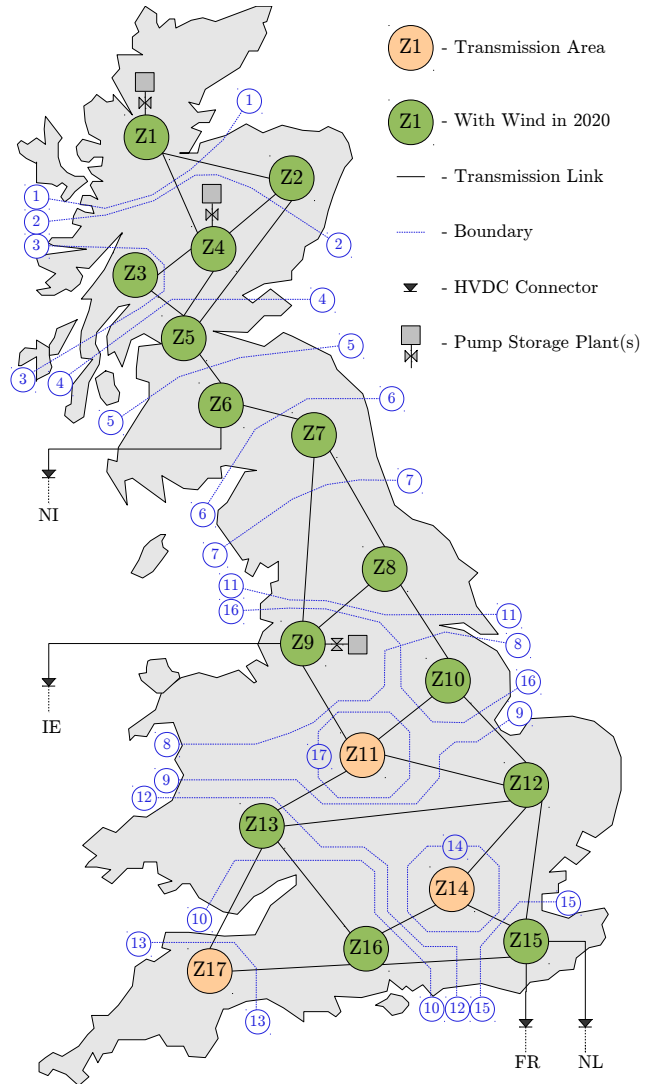 Z1 - Transmission Area
Z1 - With Wind in 2020
- Transmission Link
- Boundary
- HVDC Connector
- Pump Storage Plant(s)
1
Z1
Z2
1
2
Z4
3
2
Z3
4
Z5
5
3
4
Z6
6
5
Z7
NI
7
6
7
Z8
11
16
11
Z9
8
Z10
16
IE
9
8
17
Z11
9
Z12
12
Z13
14
Z14
15
10
13
Z16
Z15
Z17
13
10
12
15
FR
NL